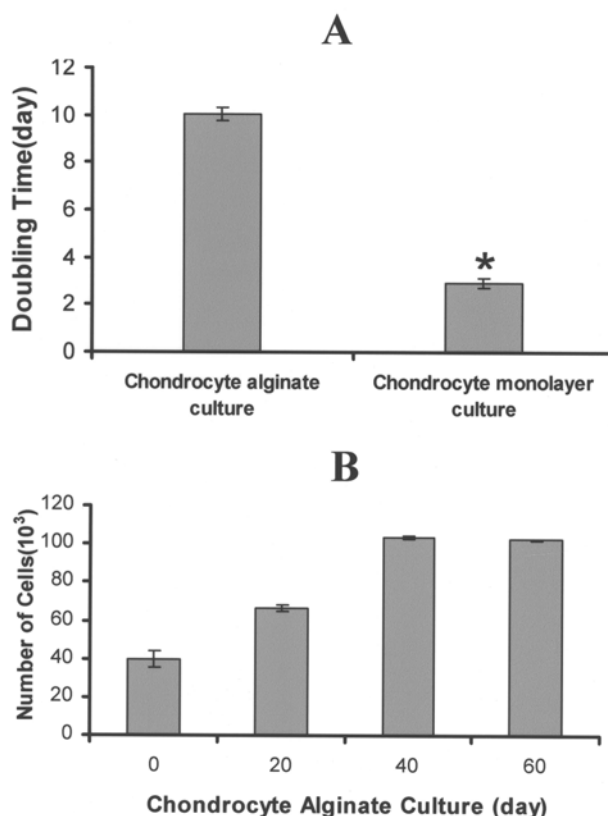 A
Doubling Time(day)
12
10
8
6
4
2
0
*
Chondrocyte alginate
culture
Chondrocyte monolayer
culture
B
Number of Cells(10³)
120
100
80
60
40
20
0
0
20
40
60
Chondrocyte Alginate Culture (day)